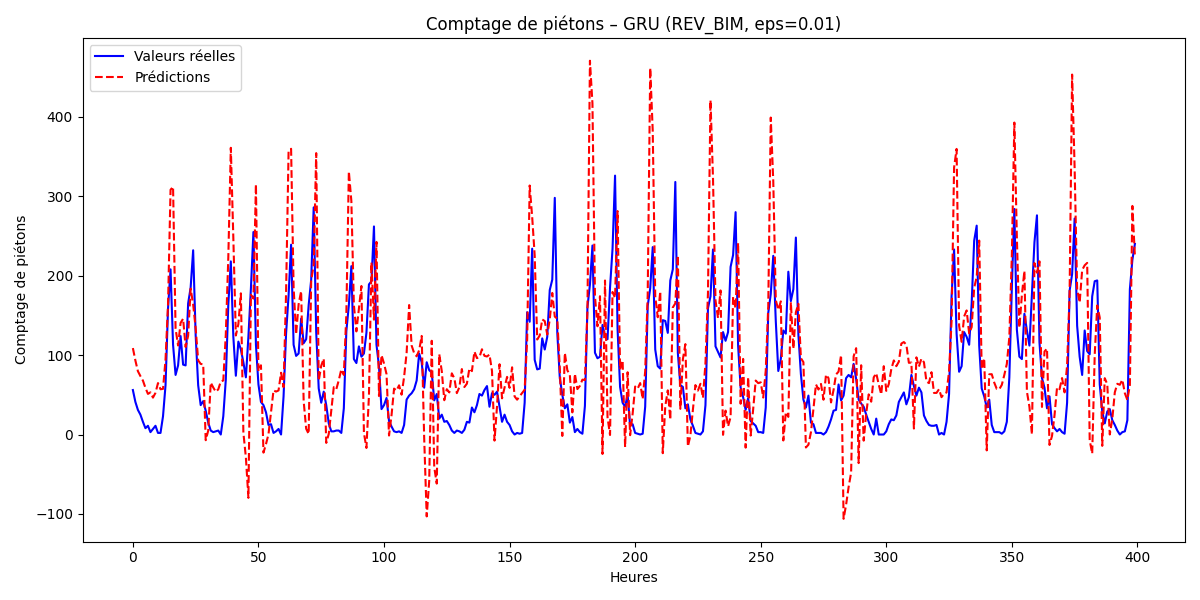 Comptage de piétons – GRU (REV_BIM, eps=0.01)
Valeurs réelles
Prédictions
Comptage de piétons
400
300
200
100
0
−100
0 50 100 150 200 250 300 350 400
Heures